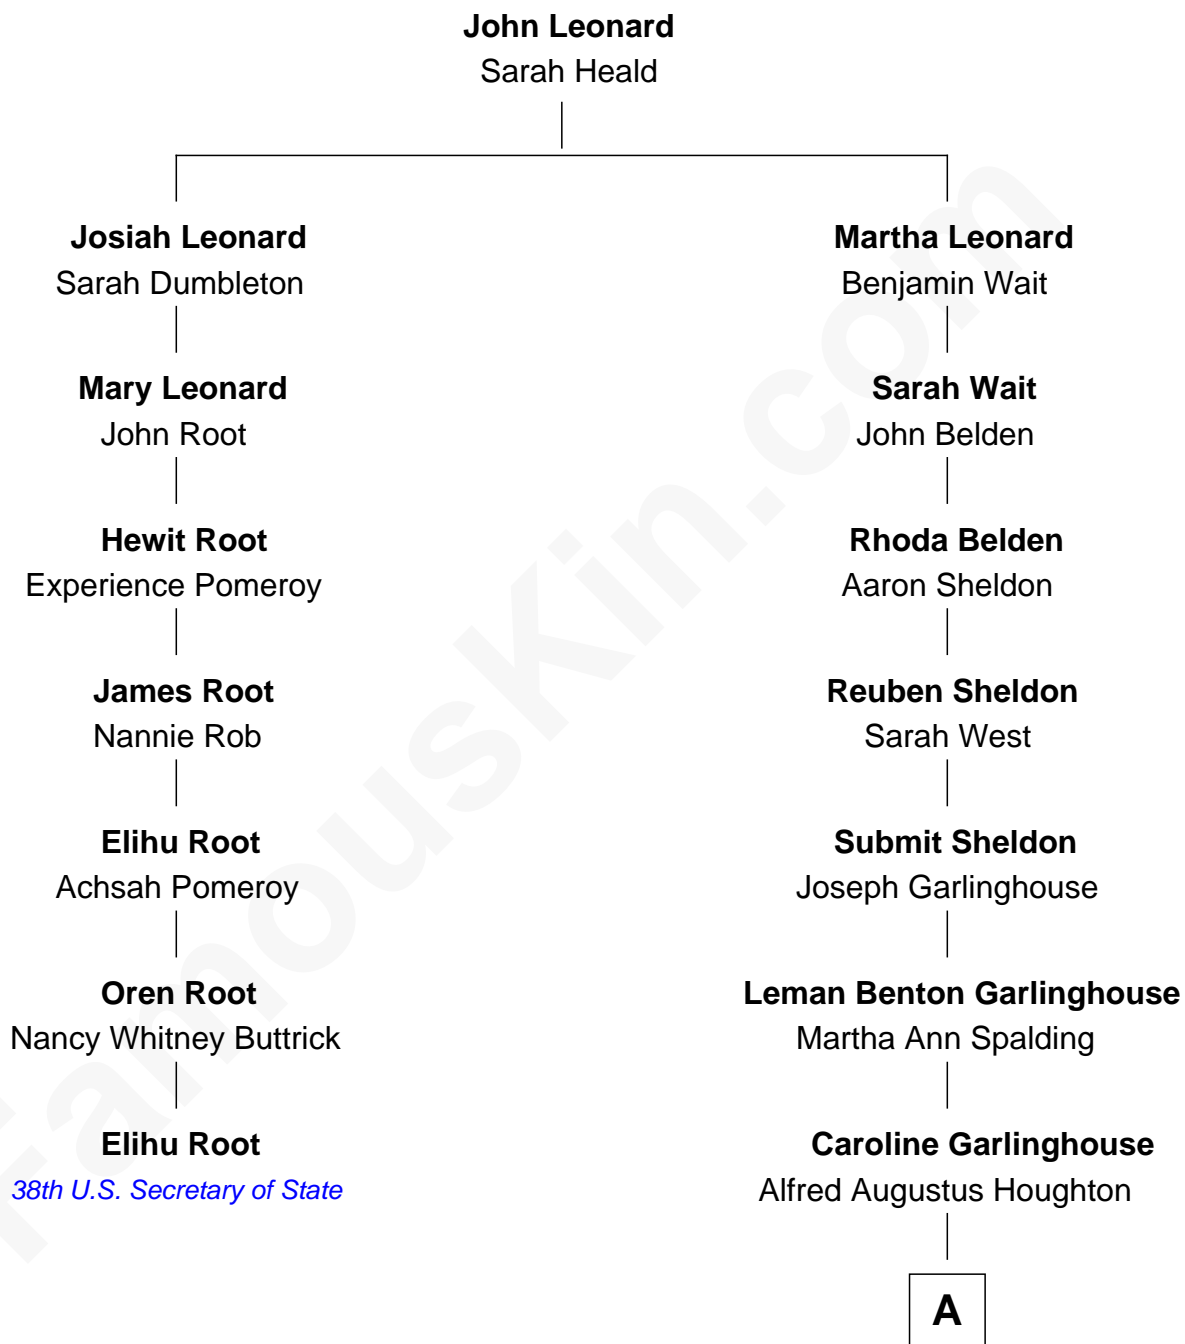 John Leonard
Sarah Heald
Josiah Leonard
Sarah Dumbleton
Martha Leonard
Benjamin Wait
Mary Leonard
John Root
Sarah Wait
John Belden
Hewit Root
Experience Pomeroy
Rhoda Belden
Aaron Sheldon
James Root
Nannie Rob
Reuben Sheldon
Sarah West
Elihu Root
Achsah Pomeroy
Submit Sheldon
Joseph Garlinghouse
Oren Root
Nancy Whitney Buttrick
Leman Benton Garlinghouse
Martha Ann Spalding
Elihu Root
38th U.S. Secretary of State
Caroline Garlinghouse
Alfred Augustus Houghton
A
FamousKin.com